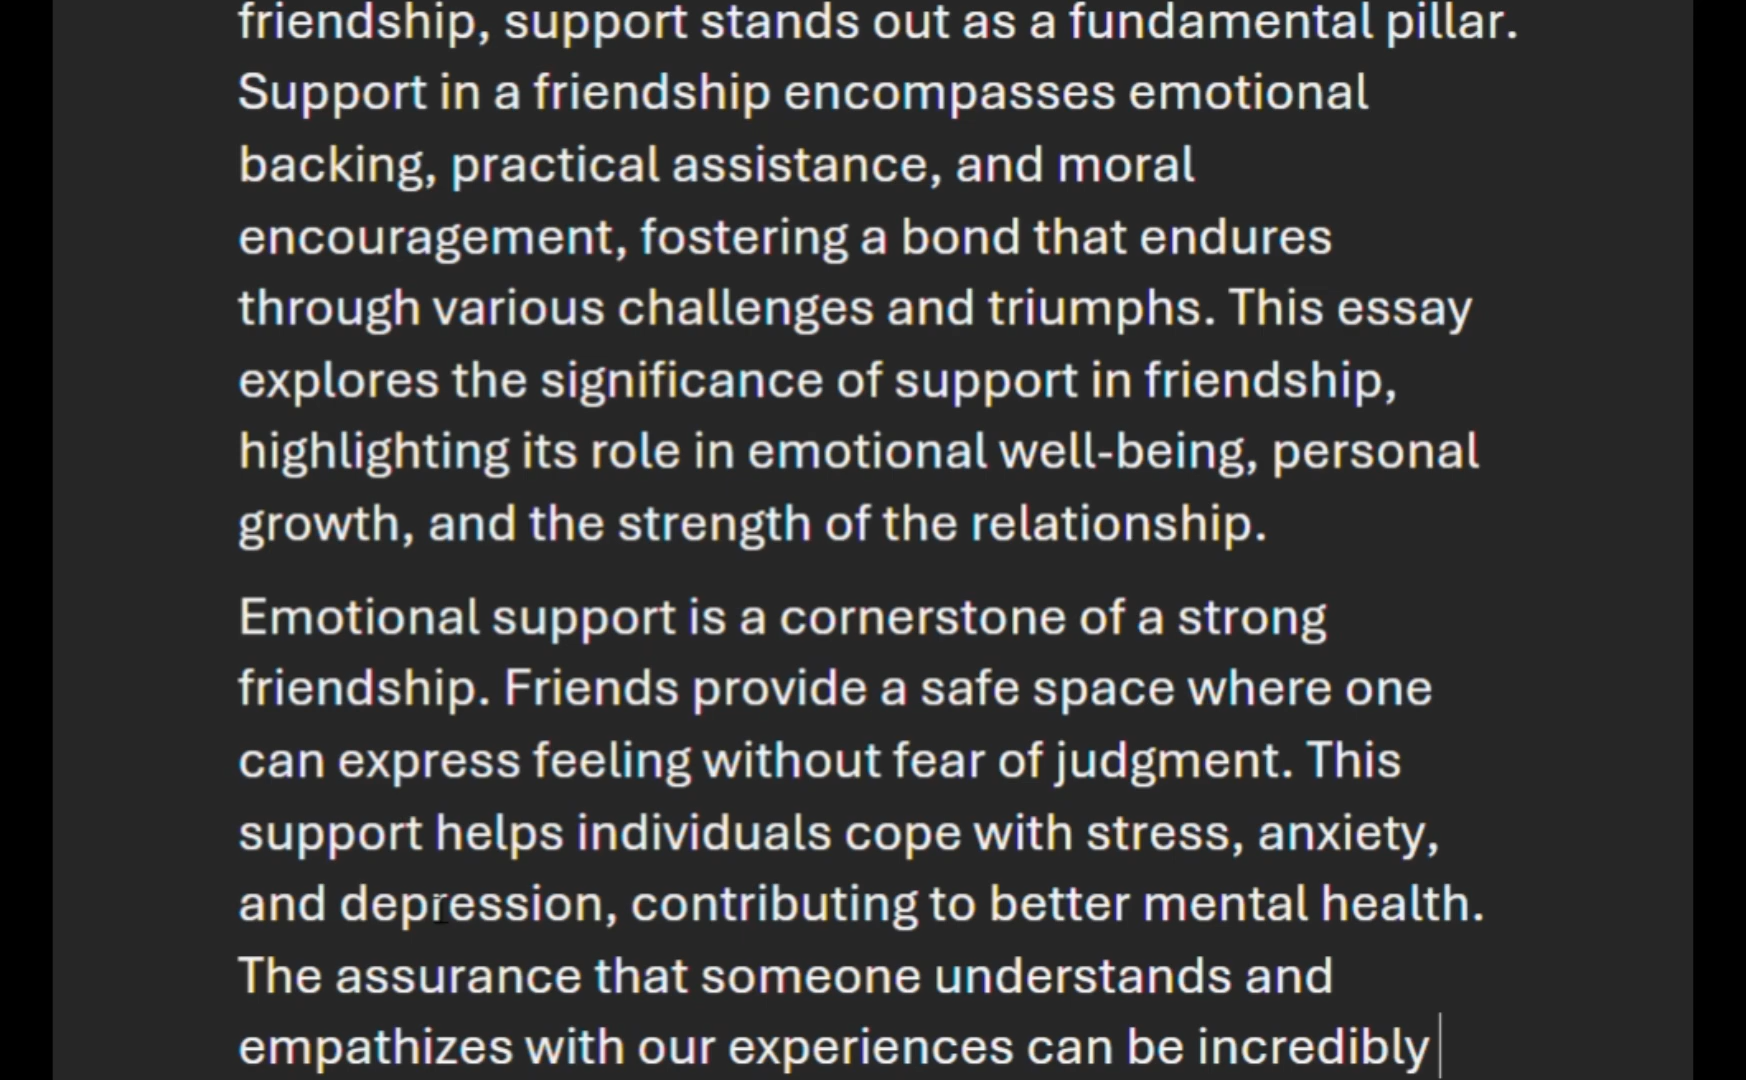 friendship, support stands out as a fundamental pillar.
Support in a friendship encompasses emotional
backing, practical assistance, and moral
encouragement, fostering a bond that endures
through various challenges and triumphs. This essay
explores the significance of support in friendship,
highlighting its role in emotional well-being, personal
growth, and the strength of the relationship.
Emotional support is a cornerstone of a strong
friendship. Friends provide a safe space where one
can express feeling without fear of judgment. This
support helps individuals cope with stress, anxiety,
and depression, contributing to better mental health.
The assurance that someone understands and
empathizes with our experiences can be incredibly